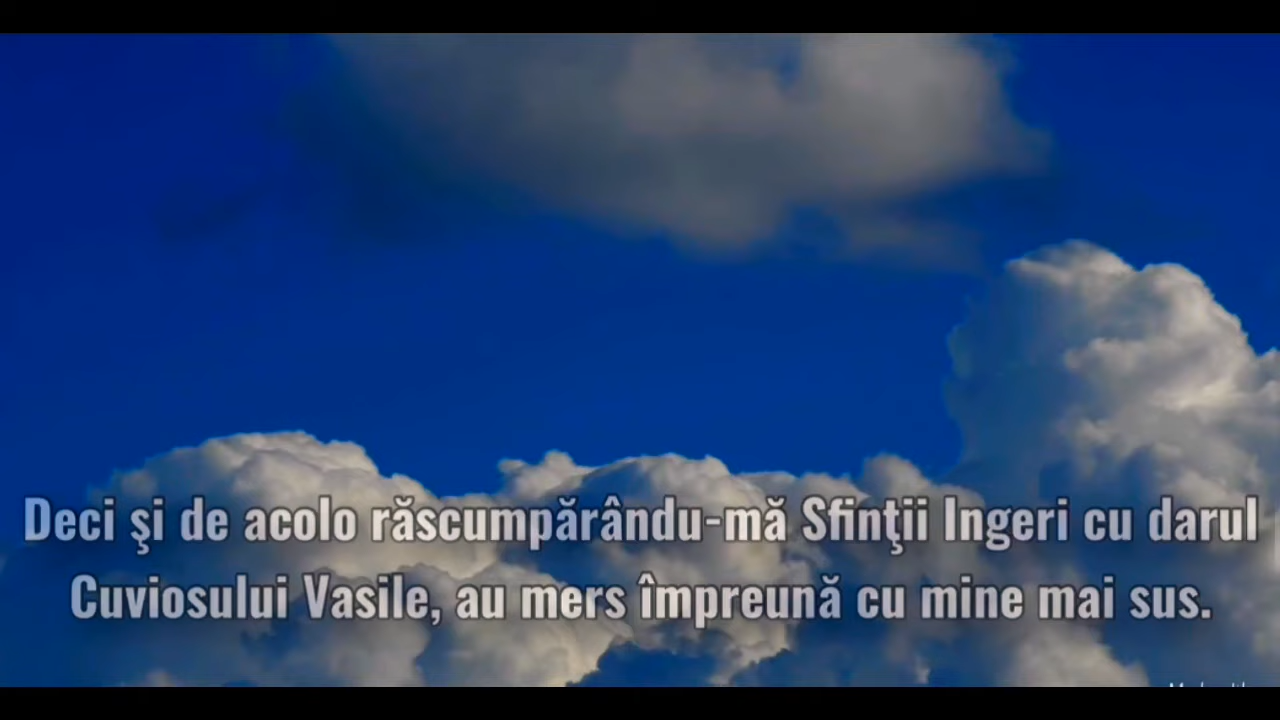 Deci şi de acolo răscumpărându-mă Sfinţii Ingeri cu darul
Cuviosului Vasile, au mers împreună cu mine mai sus.